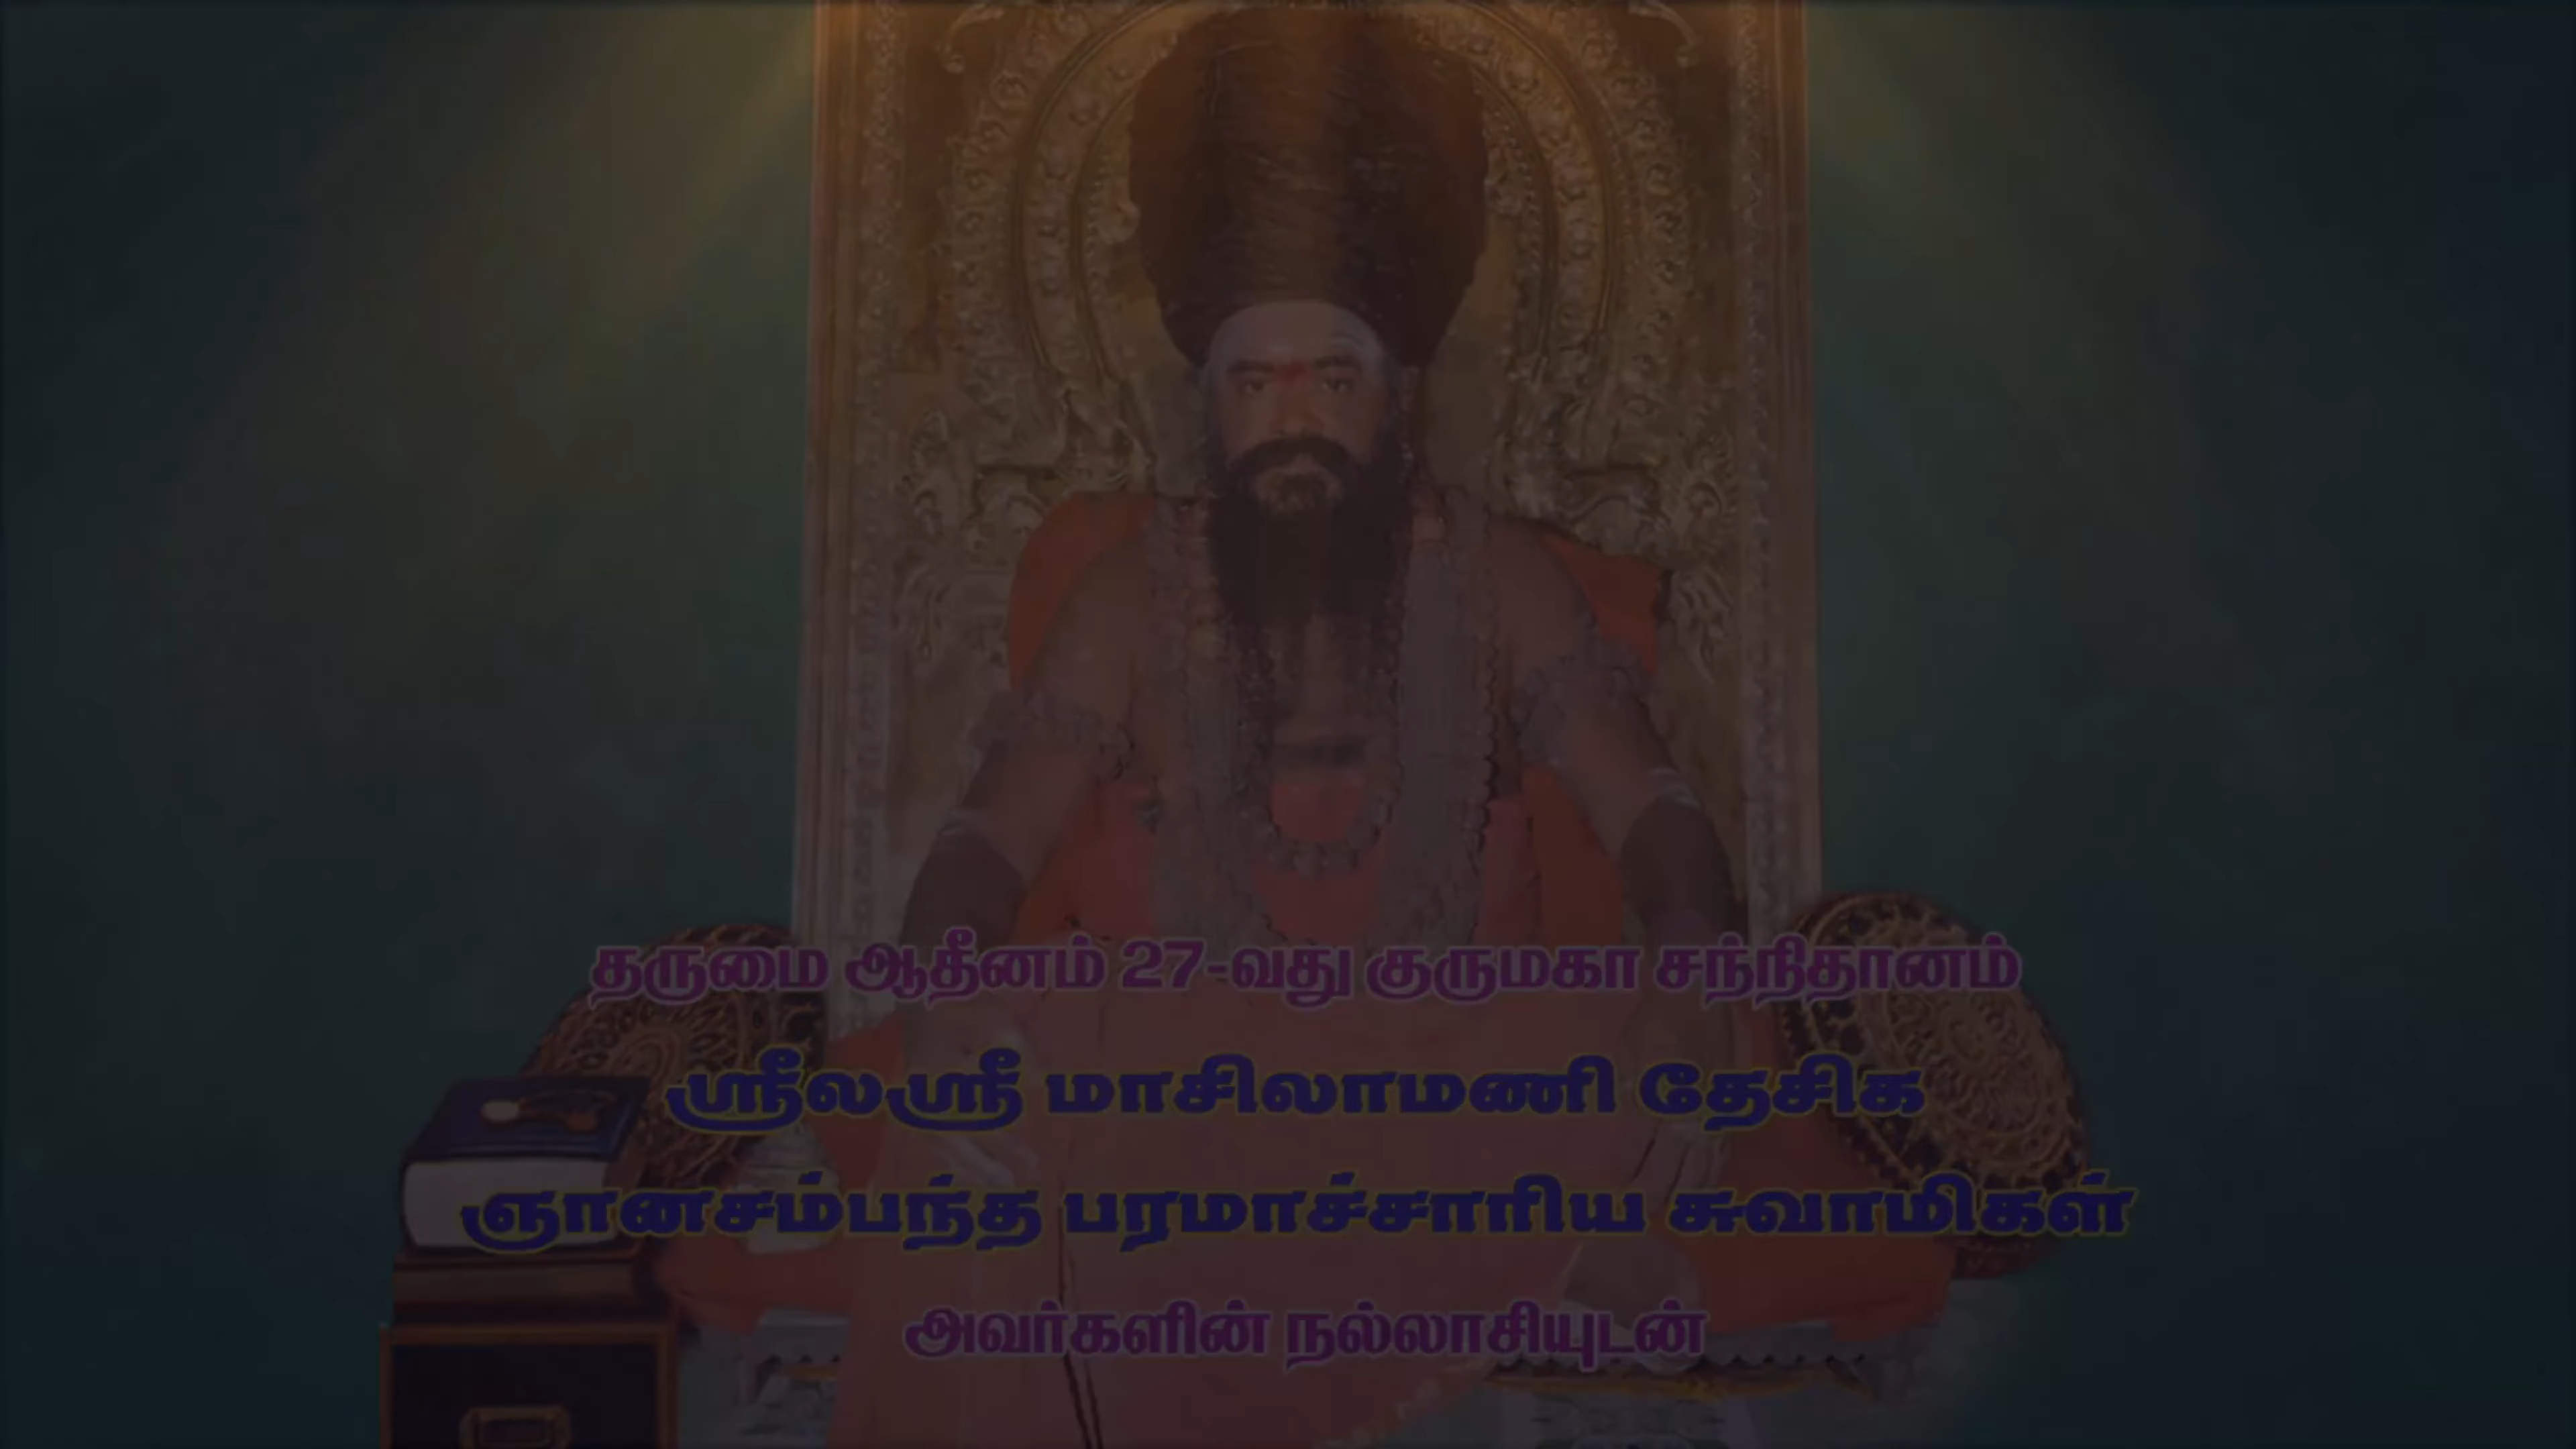 தருமை ஆதீனம் 27-வது குருமகா சந்நிதானம்
ஸ்ரீலஸ்ரீ மாசிலாமணி தேசிக
ஞானசம்பந்த பரமாச்சாரிய சுவாமிகள்
அவர்களின் நல்லாசியுடன்